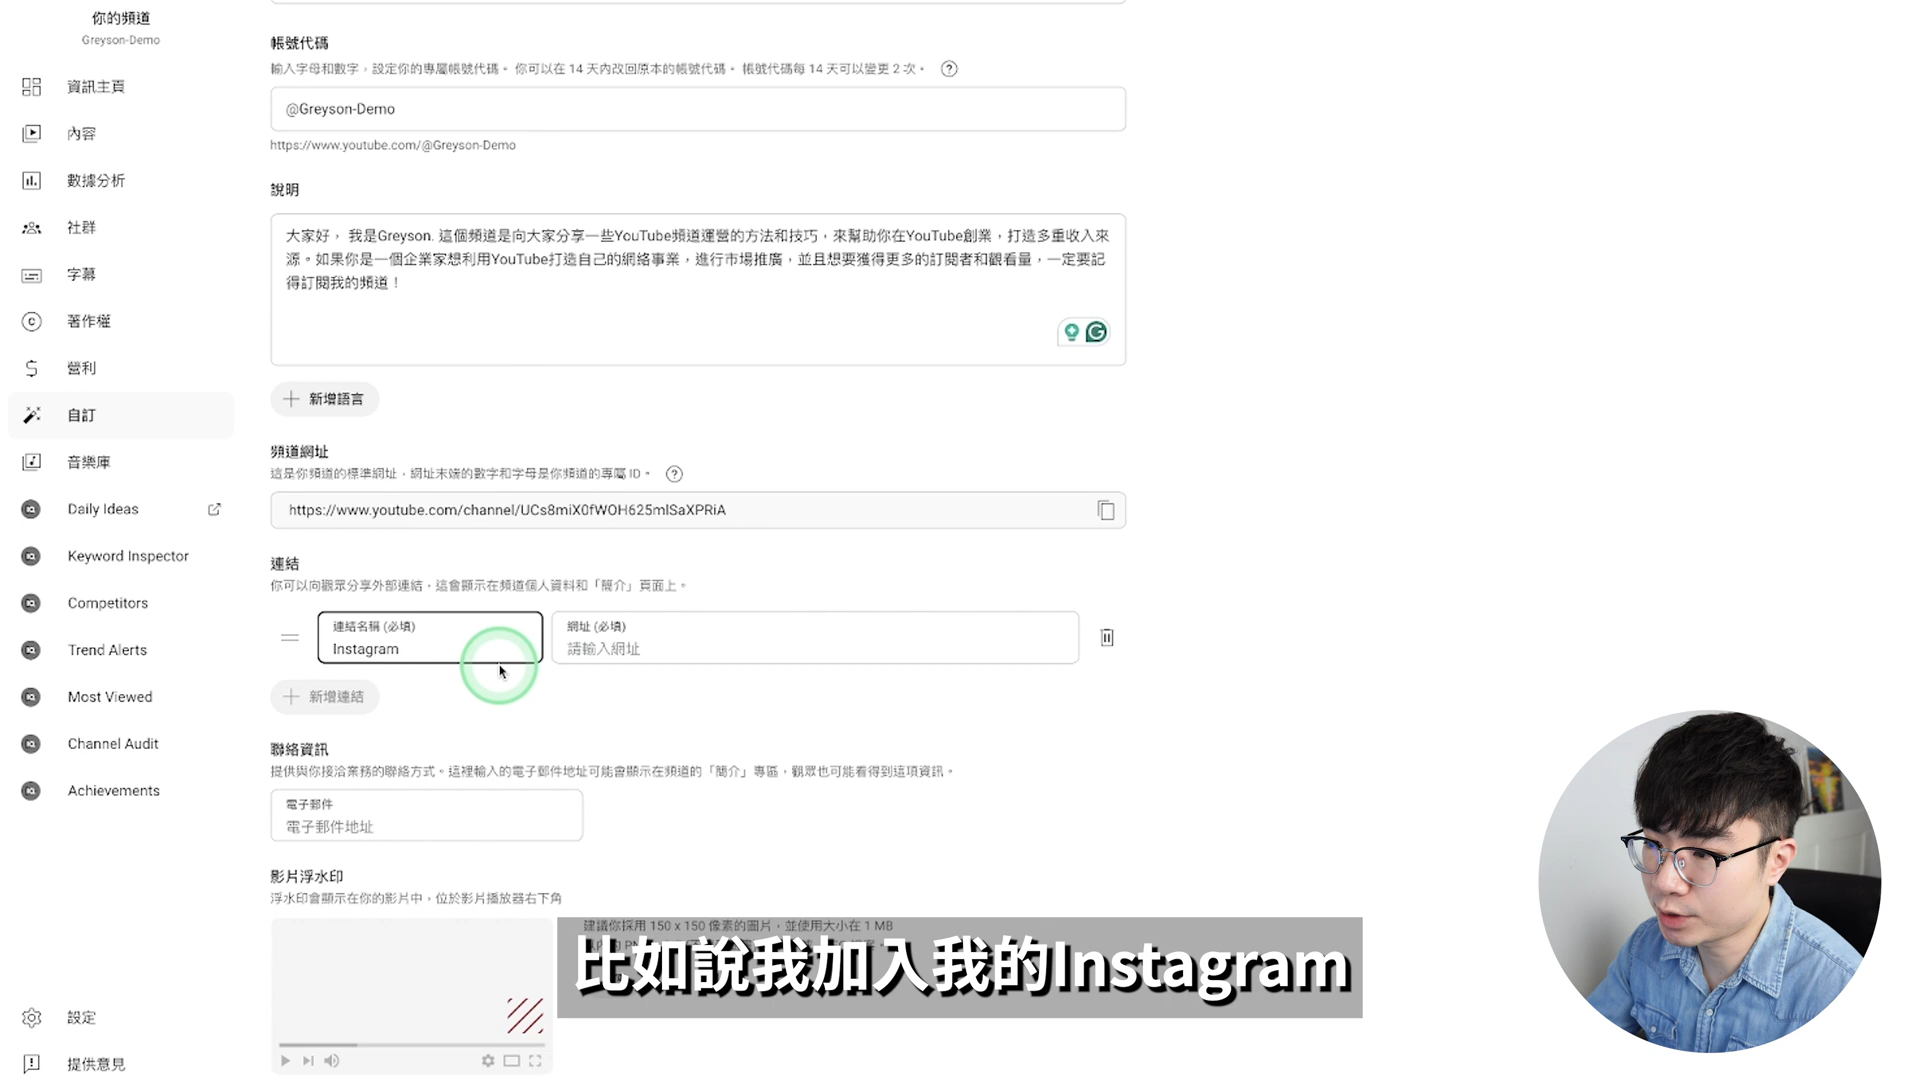 你的頻道
Greyson-Demo
資訊主頁
內容
數據分析
社群
字幕
著作權
營利
自訂
音樂庫
Daily Ideas
Keyword Inspector
Competitors
Trend Alerts
Most Viewed
Channel Audit
Achievements
設定
提供意見
帳號代碼
輸入字母和數字，設定你的專屬帳號代碼。你可以在 14 天內改回原本的帳號代碼。帳號代碼每 14 天可以變更 2 次。
@Greyson-Demo
https://www.youtube.com/@Greyson-Demo
說明
大家好， 我是Greyson. 這個頻道是向大家分享一些YouTube頻道運營的方法和技巧，來幫助你在YouTube創業，打造多重收入來
源。如果你是一個企業家想利用YouTube打造自己的網絡事業，進行市場推廣，並且想要獲得更多的訂閱者和觀看量，一定要記
得訂閱我的頻道！
新增語言
頻道網址
這是你頻道的標準網址，網址末端的數字和字母是你頻道的專屬 ID。
https://www.youtube.com/channel/UCs8miX0fWOH625mlSaXPRiA
連結
你可以向觀眾分享外部連結，這會顯示在頻道個人資料和「簡介」頁面上。
連結名稱 (必填)
Instagram
網址 (必填)
請輸入網址
新增連結
聯絡資訊
提供與你接洽業務的聯絡方式。這裡輸入的電子郵件地址可能會顯示在頻道的「簡介」專區，觀眾也可能看得到這項資訊。
電子郵件
電子郵件地址
影片浮水印
浮水印會顯示在你的影片中，位於影片播放器右下角
建議你採用 150 x 150 像素的圖片，並使用大小在 1 MB
比如說我加入我的Instagram